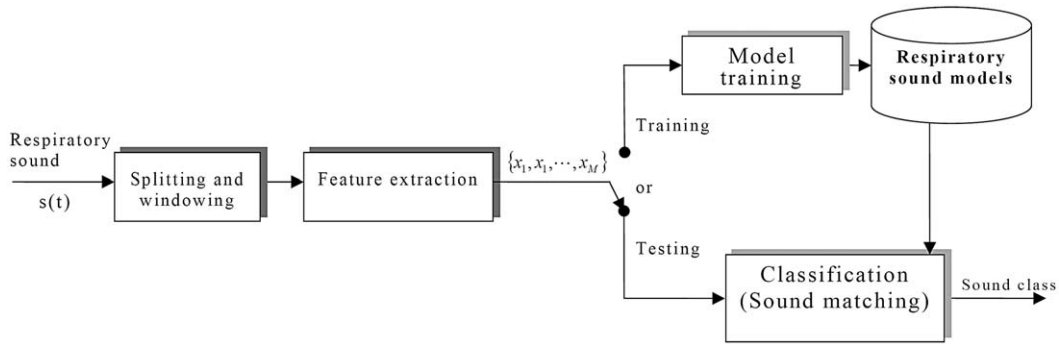 Respiratory
sound
s(t)
Splitting and
windowing
Feature extraction
{x₁, x₁, ⋯, x_M}
Training
or
Testing
Model
training
Respiratory
sound models
Classification
(Sound matching)
Sound class